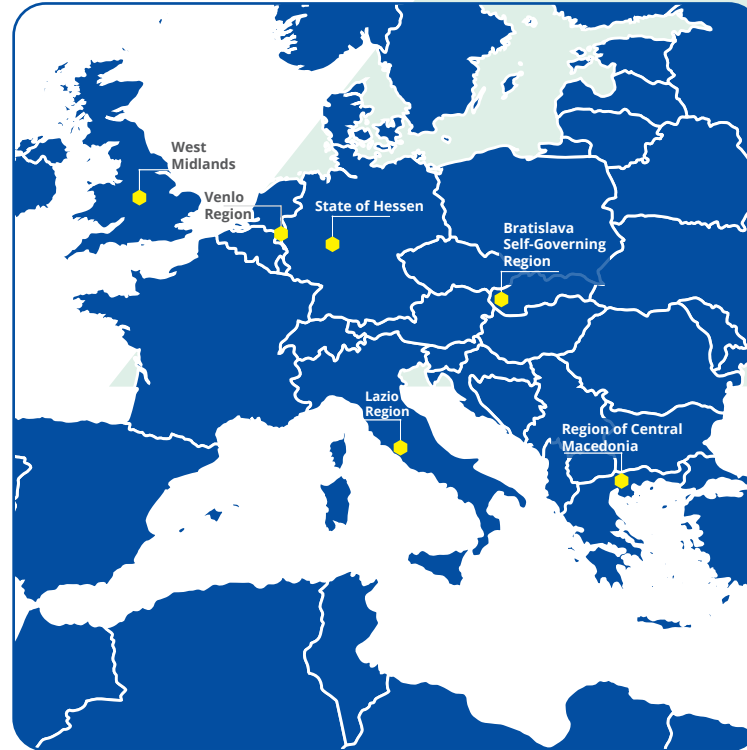 West
Midlands
Venlo
Region
State of Hessen
Bratislava
Self-Governing
Region
Lazio
Region
Region of Central
Macedonia